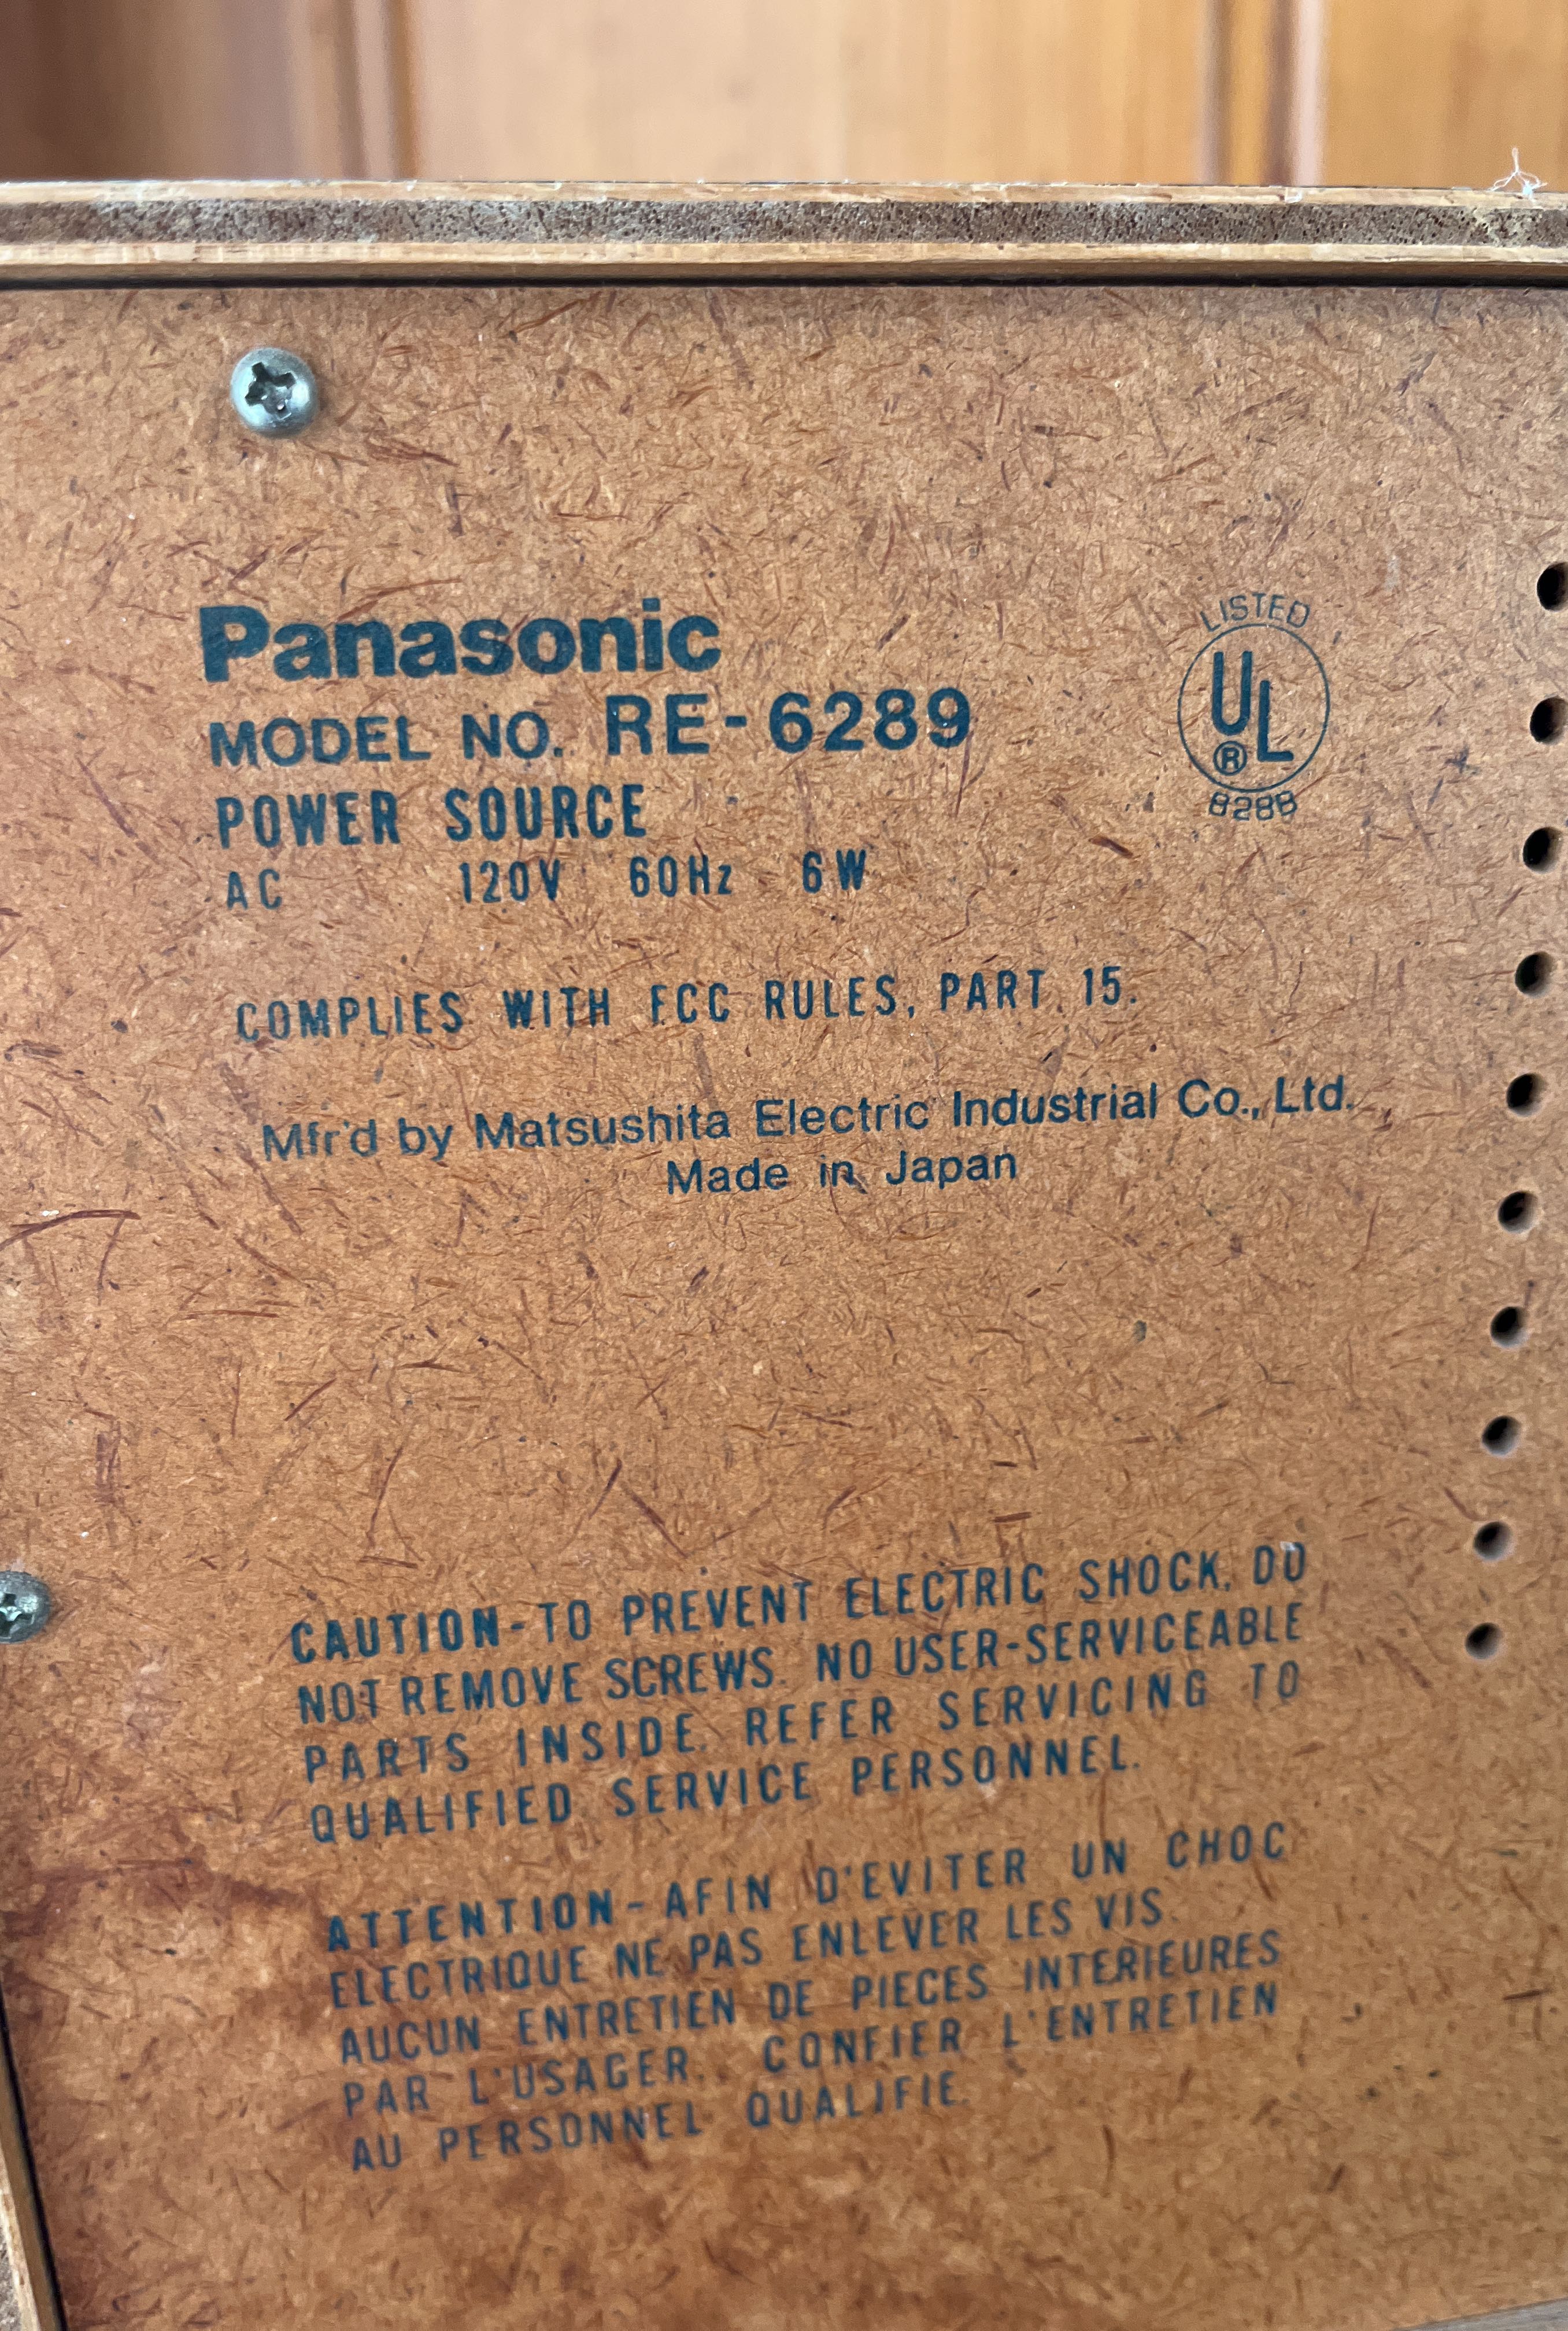 Panasonic
MODEL NO. RE-6289
POWER SOURCE
AC 120V 60Hz 6W
LISTED
UL
®
828B
COMPLIES WITH FCC RULES, PART 15.
Mfr'd by Matsushita Electric Industrial Co., Ltd.
Made in Japan
CAUTION-TO PREVENT ELECTRIC SHOCK, DO
NOT REMOVE SCREWS. NO USER-SERVICEABLE
PARTS INSIDE. REFER SERVICING TO
QUALIFIED SERVICE PERSONNEL.
ATTENTION-AFIN D'EVITER UN CHOC
ELECTRIQUE NE PAS ENLEVER LES VIS.
AUCUN ENTRETIEN DE PIECES INTERIEURES
PAR L'USAGER. CONFIER L'ENTRETIEN
AU PERSONNEL QUALIFIE.